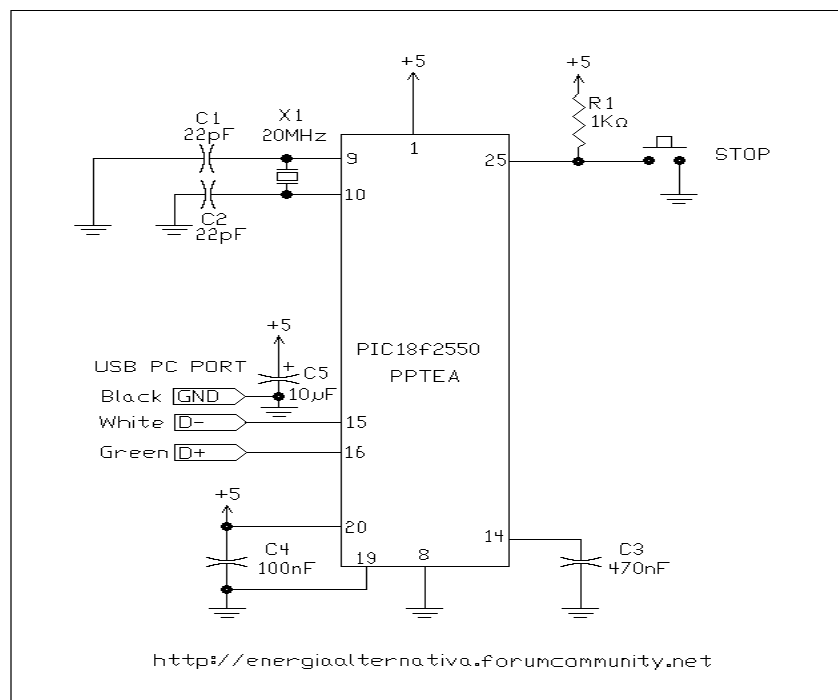 +5
+5
C1
22pF
X1
20MHz
R1
1KΩ
9
1
25
STOP
10
C2
22pF
+5
PIC18f2550
PPTEA
USB PC PORT
C5
+
10µF
Black
GND
White
D-
15
Green
D+
16
+5
20
14
C4
100nF
19
8
C3
470nF
http://energiaalternativa.forumcommunity.net